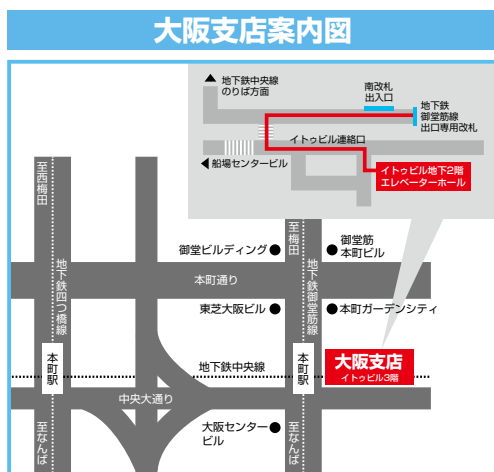 大阪支店案内図
地下鉄中央線
のりば方面
南改札
出入口
地下鉄
御堂筋線
出口専用改札
イトゥビル連絡口
船場センタービル
イトゥビル地下2階
エレベーターホール
至西梅田
至梅田
御堂ビルディング
御堂筋
本町ビル
本町通り
地下鉄四つ橋線
地下鉄御堂筋線
東芝大阪ビル
本町ガーデンシティ
本町駅
地下鉄中央線
本町駅
大阪支店
イトゥビル3階
中央大通り
大阪センター
ビル
至なんば
至なんば